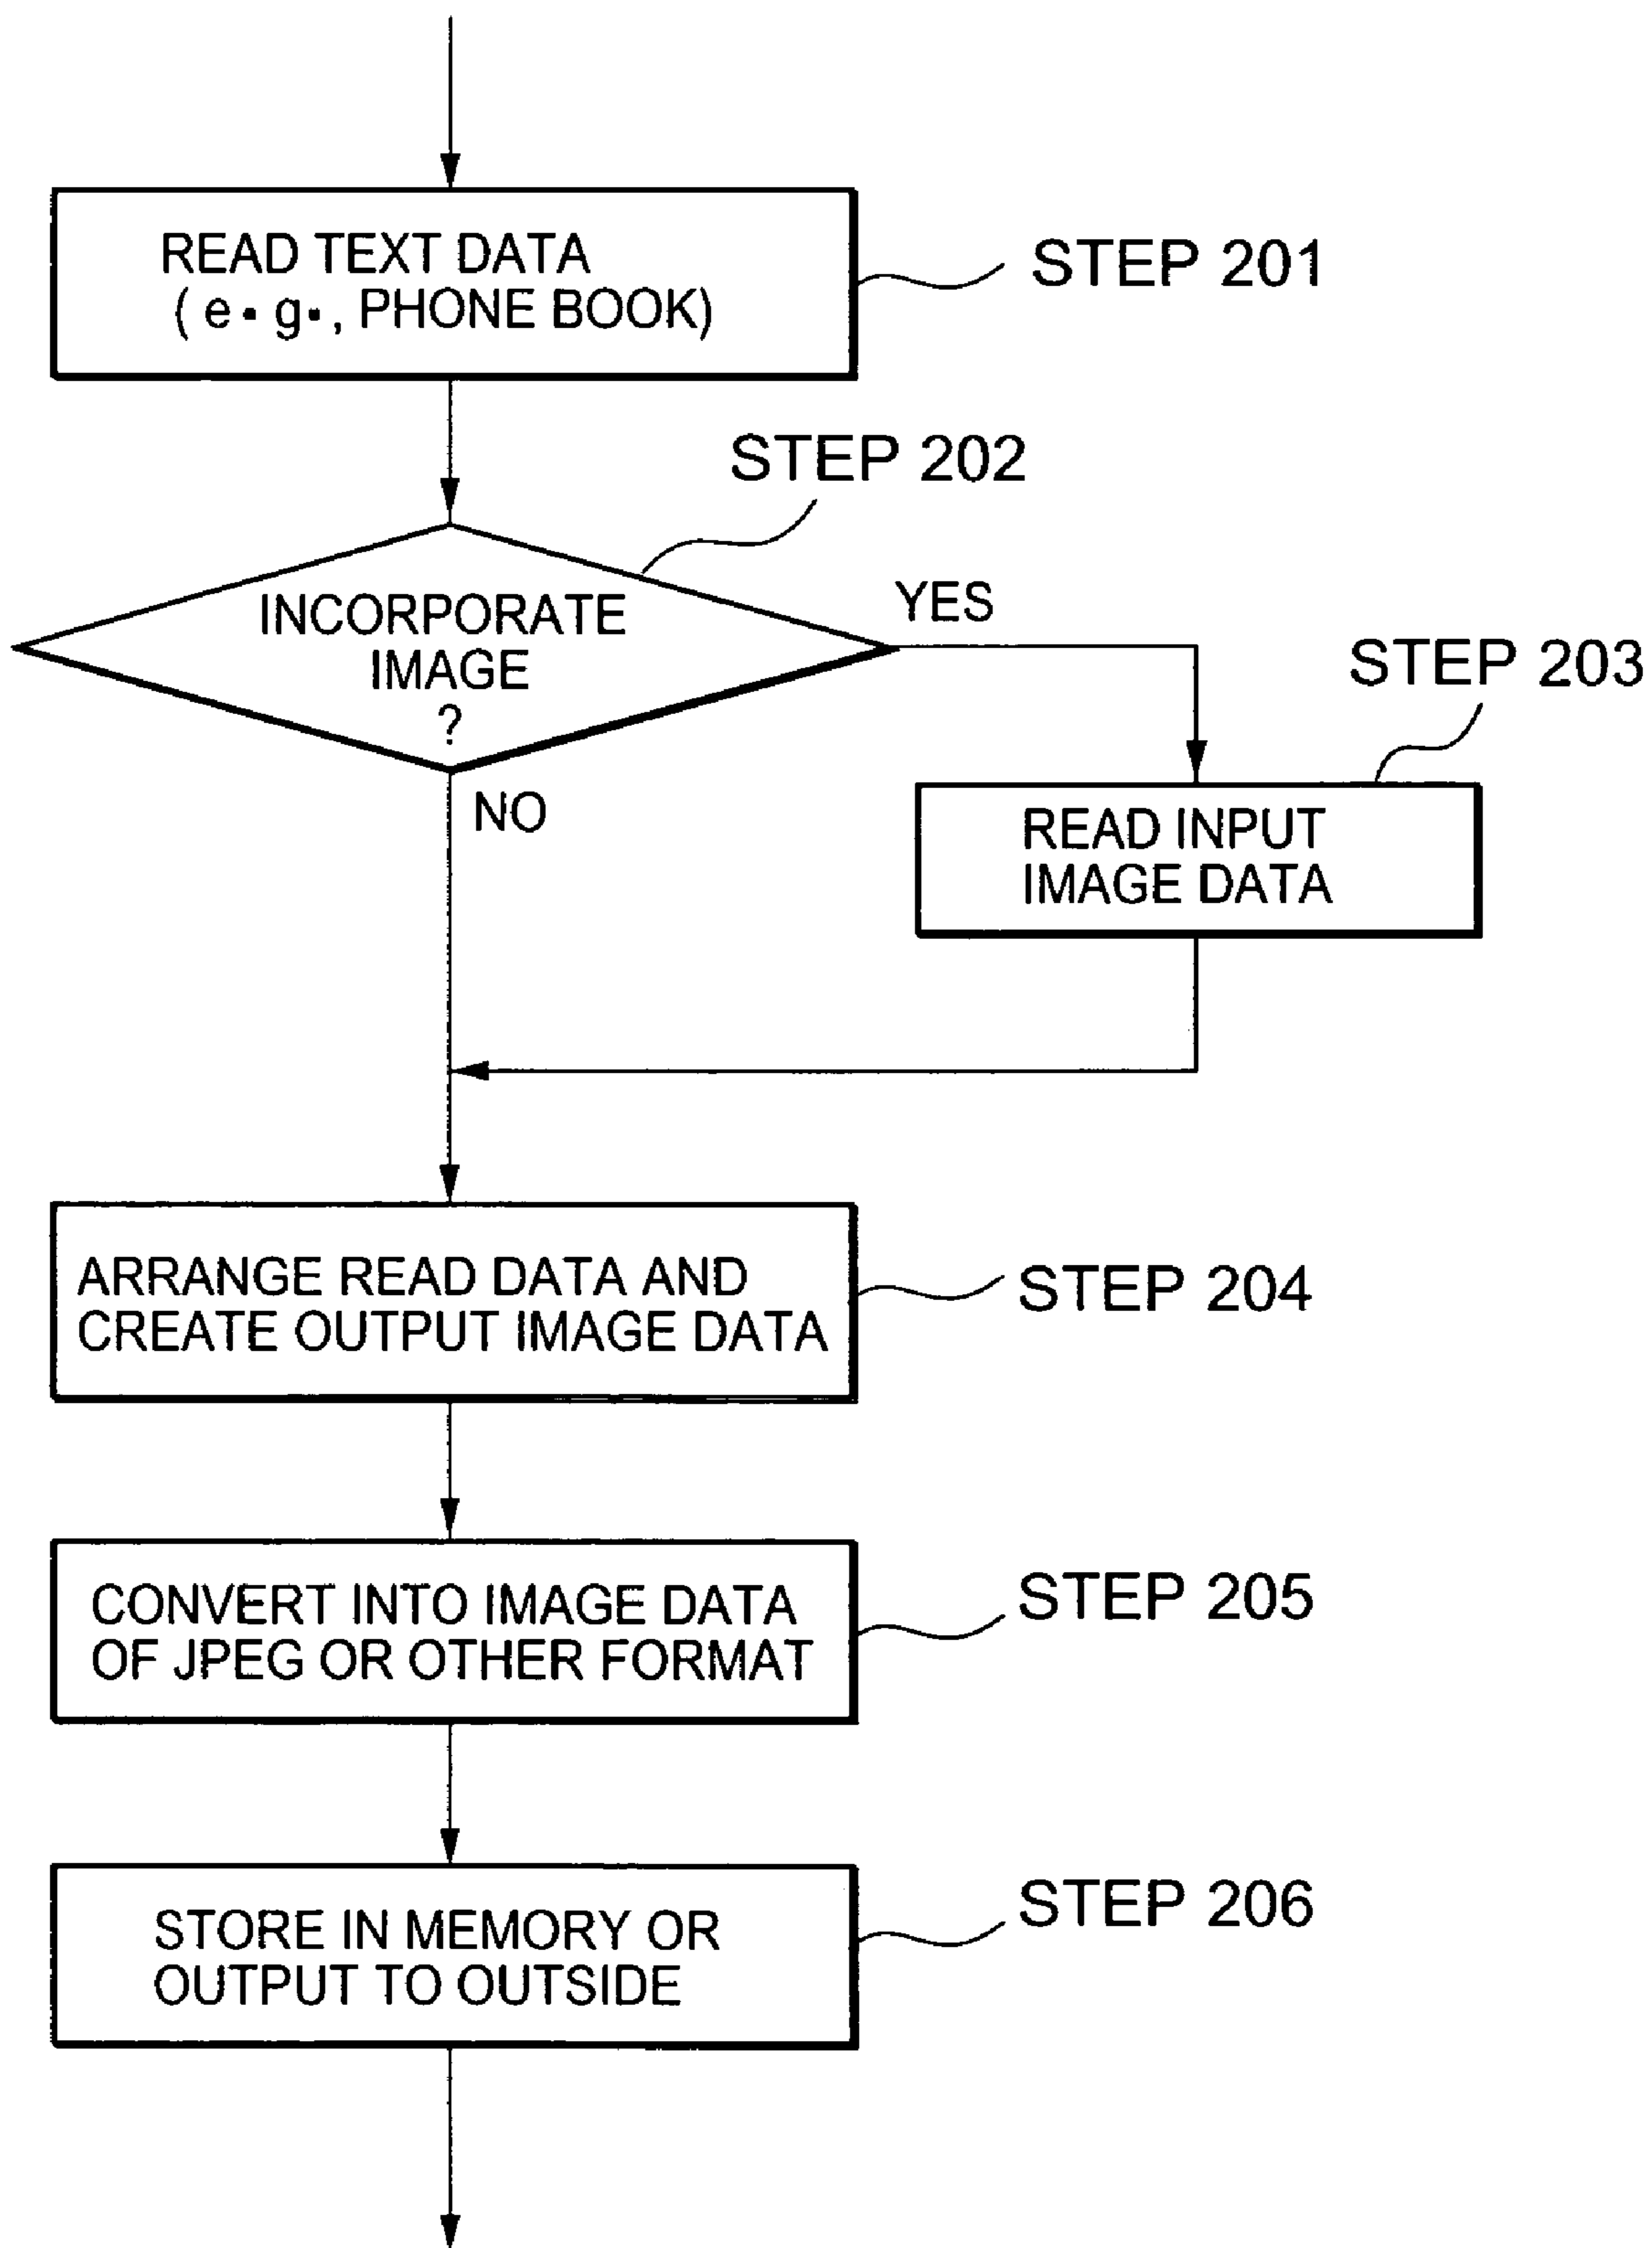 READ TEXT DATA
( e.g., PHONE BOOK)
STEP 201
STEP 202
INCORPORATE
IMAGE
?
YES
NO
STEP 203
READ INPUT
IMAGE DATA
ARRANGE READ DATA AND
CREATE OUTPUT IMAGE DATA
STEP 204
CONVERT INTO IMAGE DATA
OF JPEG OR OTHER FORMAT
STEP 205
STORE IN MEMORY OR
OUTPUT TO OUTSIDE
STEP 206